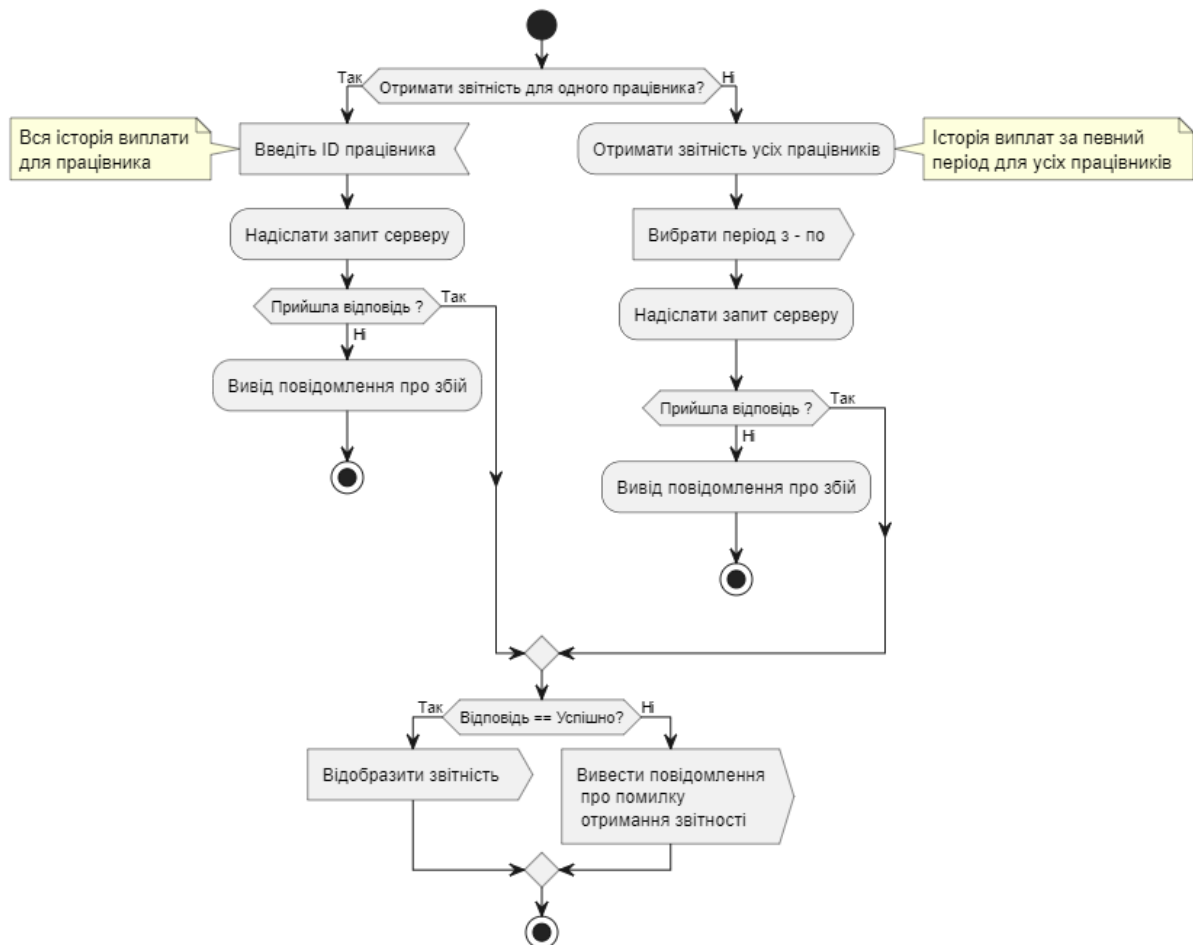 Отримати звітність для одного працівника?
Так
Ні
Вся історія виплати
для працівника
Введіть ID працівника
Отримати звітність усіх працівників
Історія виплат за певний
період для усіх працівників
Надіслати запит серверу
Вибрати період з - по
Прийшла відповідь ?
Так
Ні
Надіслати запит серверу
Вивід повідомлення про збій
Прийшла відповідь ?
Так
Ні
Вивід повідомлення про збій
Відповідь == Успішно?
Так
Ні
Відобразити звітність
Вивести повідомлення
про помилку
отримання звітності